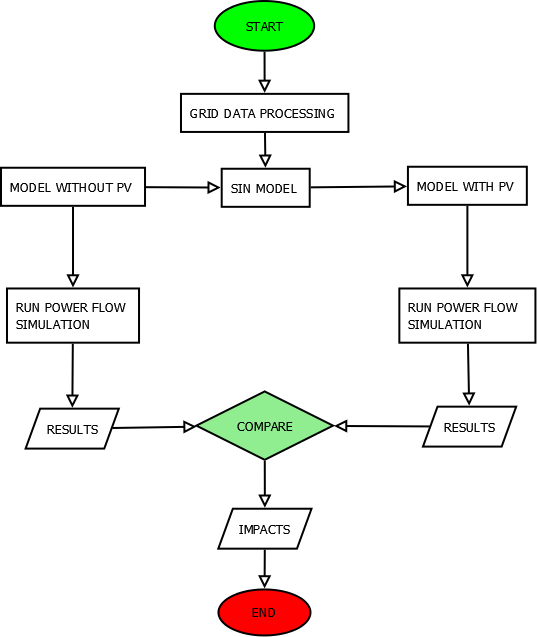 START
GRID DATA PROCESSING
MODEL WITHOUT PV
SIN MODEL
MODEL WITH PV
RUN POWER FLOW
SIMULATION
RUN POWER FLOW
SIMULATION
RESULTS
COMPARE
RESULTS
IMPACTS
END